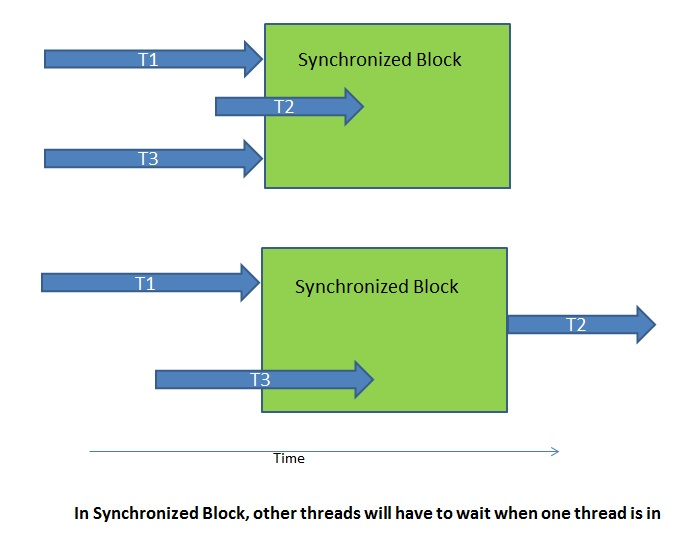 T1
Synchronized Block
T2
T3
T1
Synchronized Block
T2
T3
Time
In Synchronized Block, other threads will have to wait when one thread is in